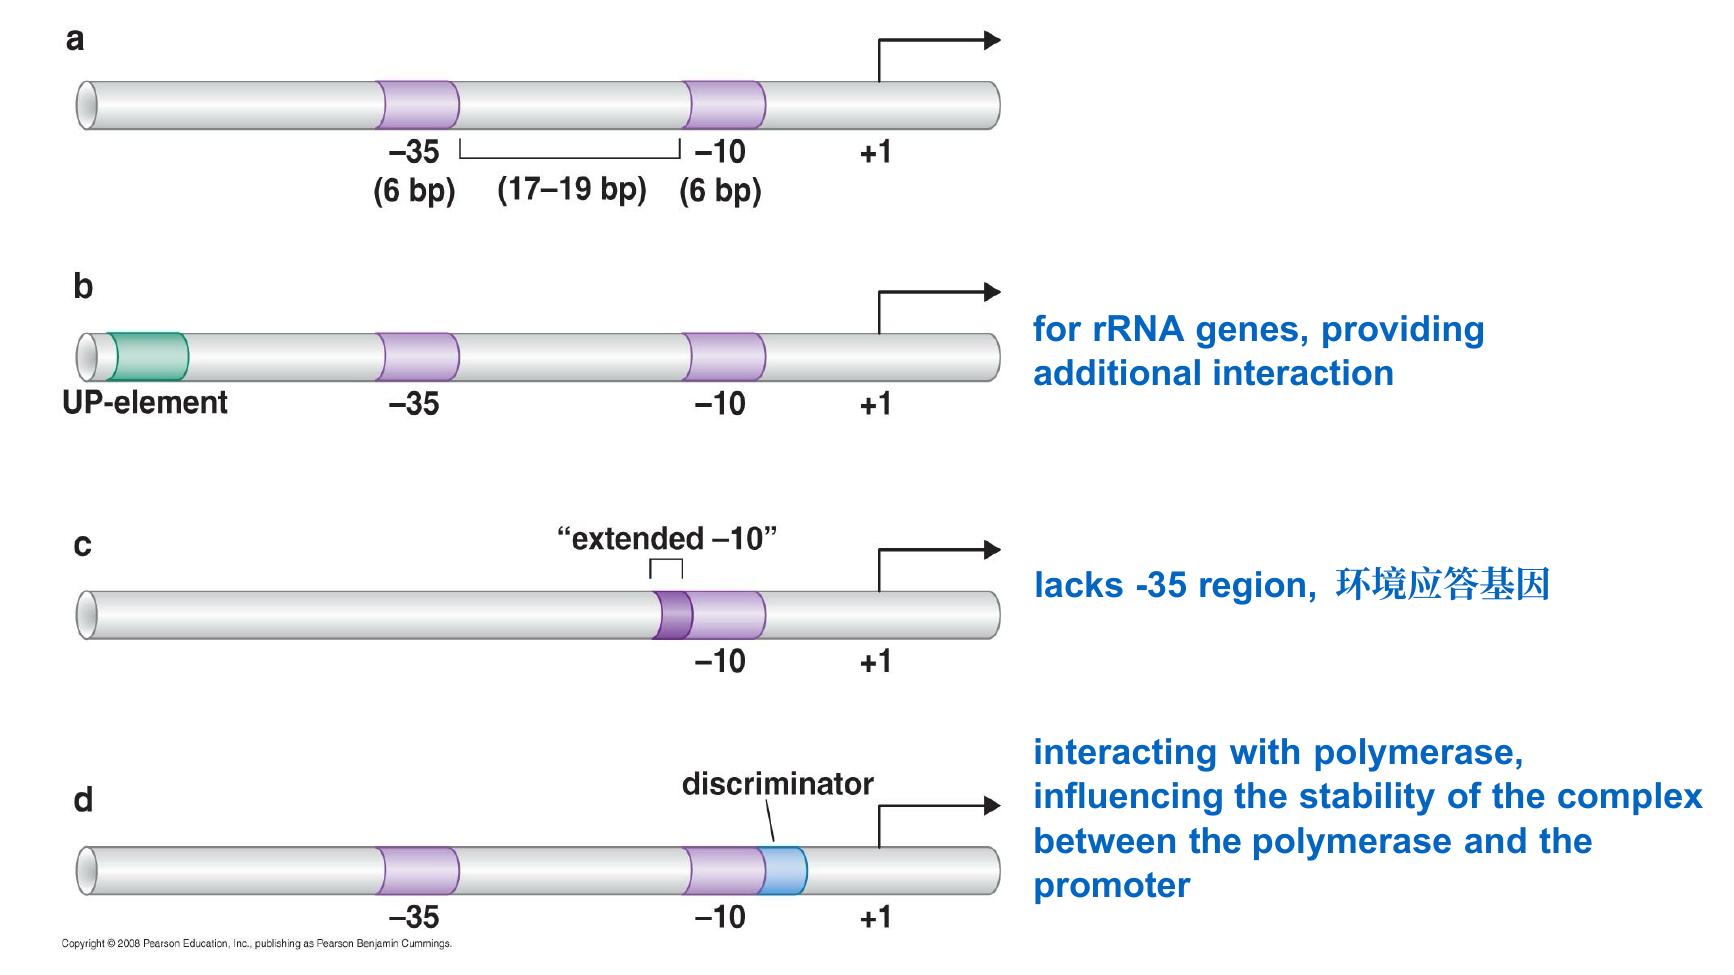 a
–35
–10
+1
(6 bp)
(17–19 bp)
(6 bp)
b
for rRNA genes, providing
additional interaction
UP-element
–35
–10
+1
“extended –10”
c
lacks -35 region, 环境应答基因
–10
+1
interacting with polymerase,
influencing the stability of the complex
between the polymerase and the
promoter
discriminator
d
–35
–10
+1
Copyright © 2008 Pearson Education, Inc., publishing as Pearson Benjamin Cummings.